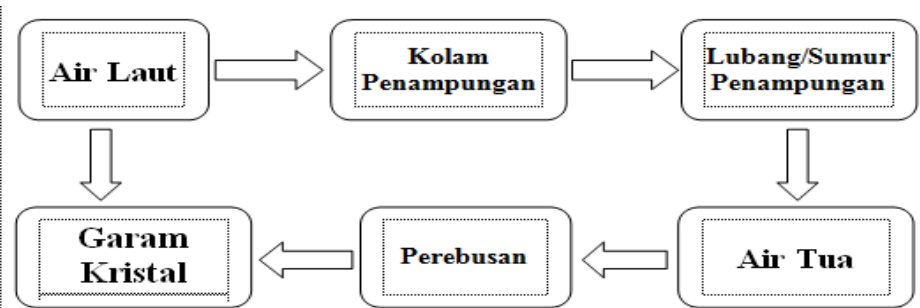 Air Laut
Kolam
Penampungan
Lubang/Sumur
Penampungan
Garam
Kristal
Perebusan
Air Tua